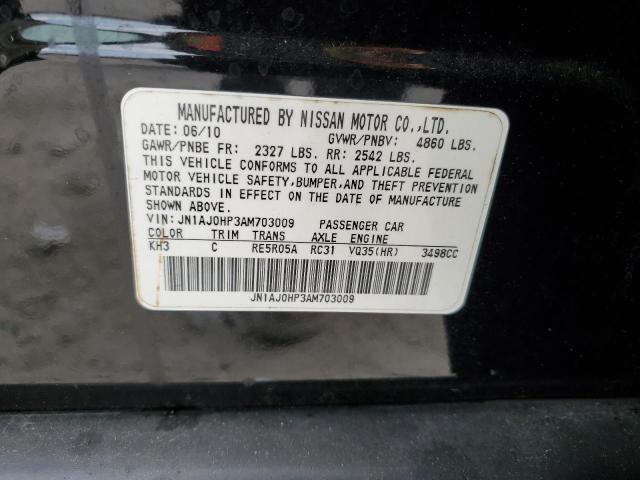 MANUFACTURED BY NISSAN MOTOR CO.,LTD.
DATE: 06/10 GVWR/PNBV: 4860 LBS.
GAWR/PNBE FR: 2327 LBS. RR: 2542 LBS.
THIS VEHICLE CONFORMS TO ALL APPLICABLE FEDERAL
MOTOR VEHICLE SAFETY,BUMPER,AND THEFT PREVENTION
STANDARDS IN EFFECT ON THE DATE OF MANUFACTURE
SHOWN ABOVE.
VIN: JN1AJ0HP3AM703009 PASSENGER CAR
COLOR TRIM TRANS AXLE ENGINE
KH3 C RE5R05A RC31 VQ35(HR) 3498CC
JN1AJ0HP3AM703009